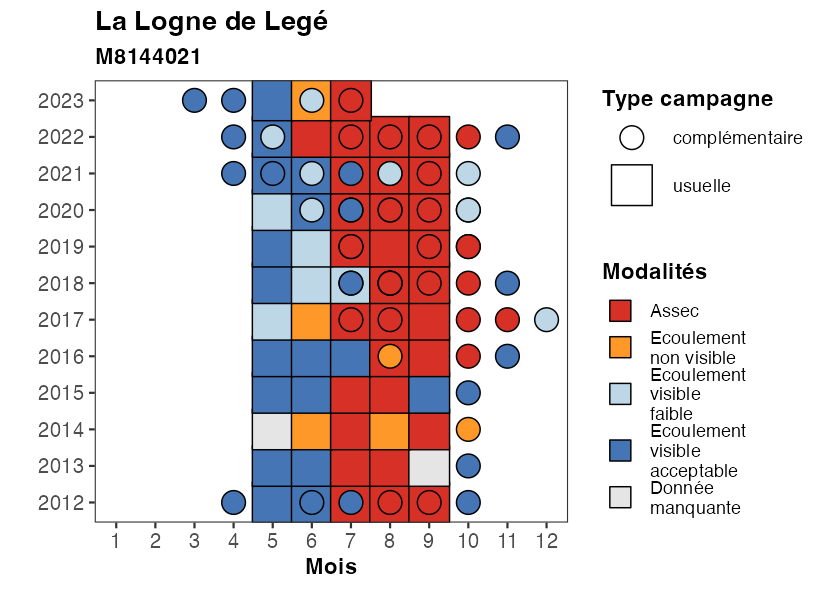 La Logne de Legé
M8144021
2023
2022
2021
2020
2019
2018
2017
2016
2015
2014
2013
2012
1 2 3 4 5 6 7 8 9 10 11 12
Mois
Type campagne
complémentaire
usuelle
Modalités
Assec
Ecoulement
non visible
Ecoulement
visible
faible
Ecoulement
visible
acceptable
Donnée
manquante